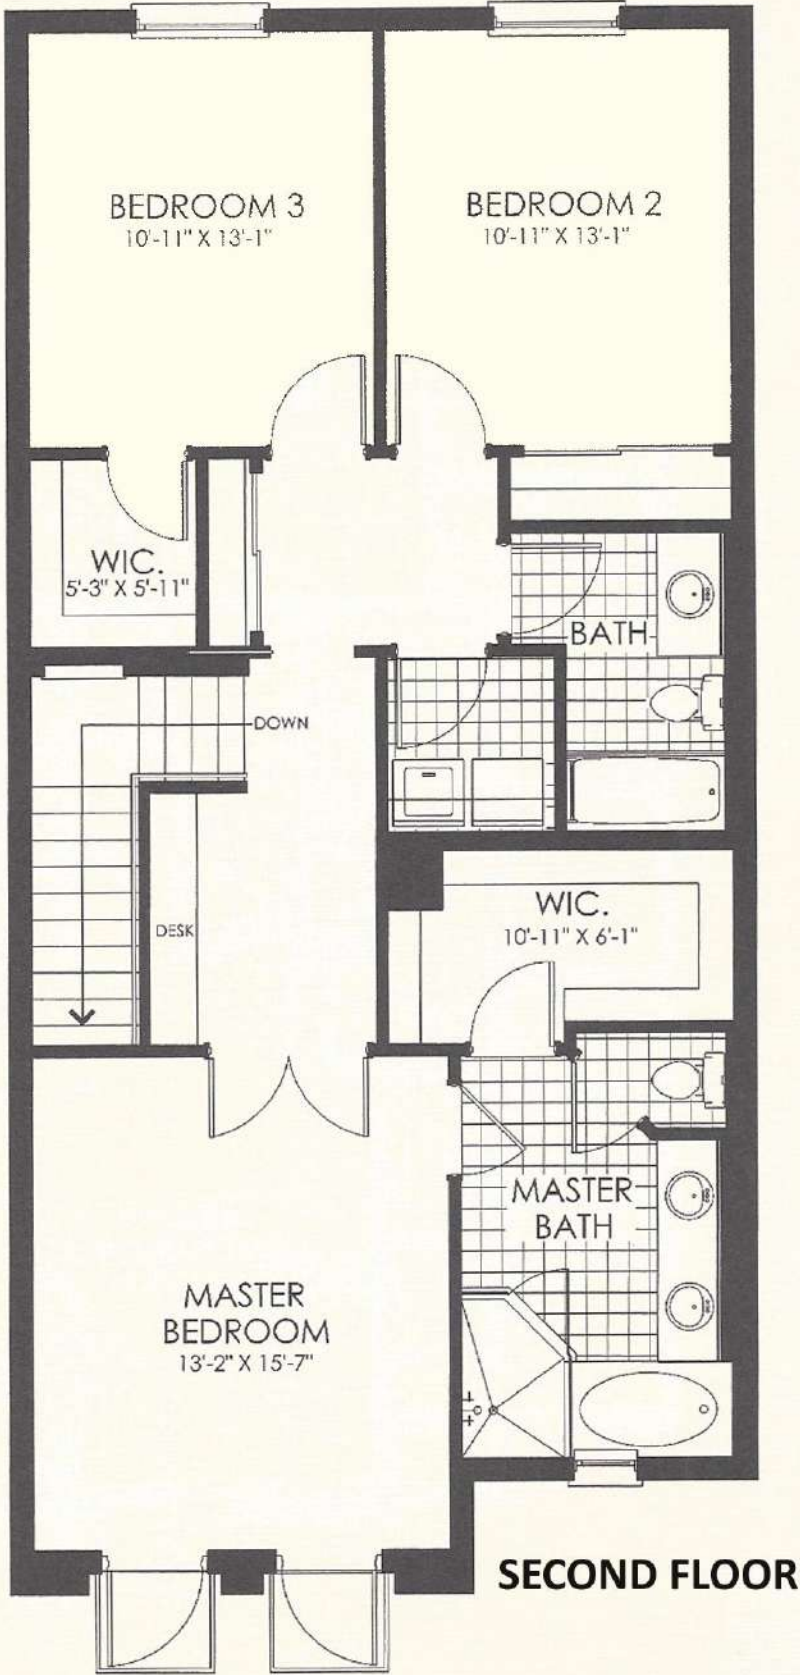 BEDROOM 3
10'-11" X 13'-1"
BEDROOM 2
10'-11" X 13'-1"
WIC.
5'-3" X 5'-11"
BATH
DOWN
DESK
WIC.
10'-11" X 6'-1"
MASTER
BATH
MASTER
BEDROOM
13'-2" X 15'-7"
SECOND FLOOR